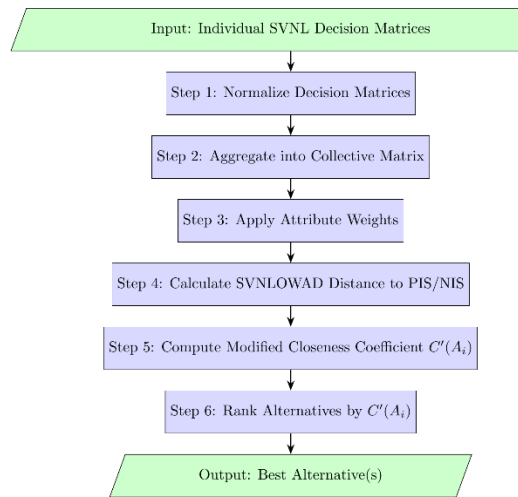 Input: Individual SVNL Decision Matrices
Step 1: Normalize Decision Matrices
Step 2: Aggregate into Collective Matrix
Step 3: Apply Attribute Weights
Step 4: Calculate SVNLOWAD Distance to PIS/NIS
Step 5: Compute Modified Closeness Coefficient C′(Aᵢ)
Step 6: Rank Alternatives by C′(Aᵢ)
Output: Best Alternative(s)